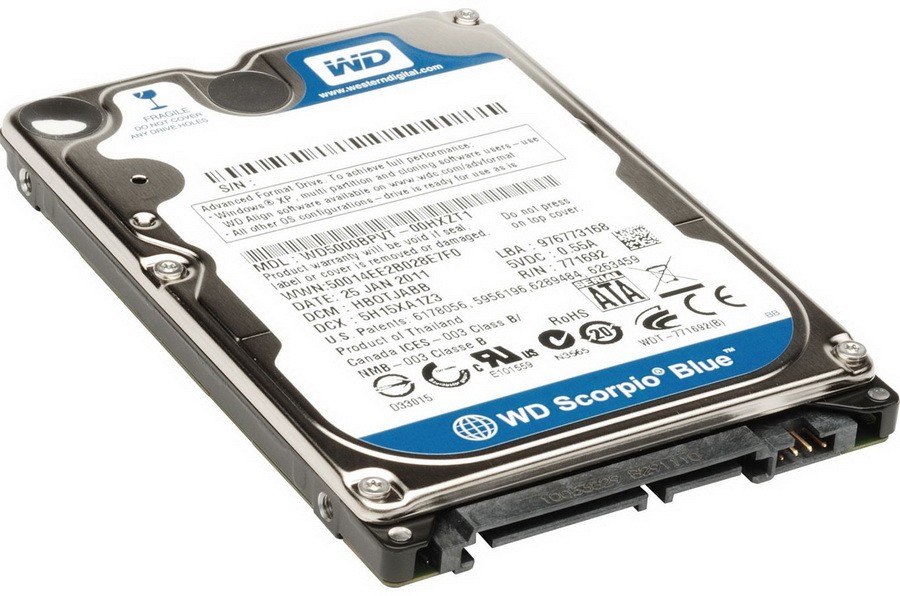 WD
www.westerndigital.com
FRAGILE
DO NOT COVER
ANY DRIVE HOLES
S/N:
Advanced Format Drive: To achieve full performance:
- Windows® XP, multi partition and cloning software users - use
WD Align software available on www.wdc.com/advformat
- All other OS configurations - drive is ready for use as is
MDL: WD5000BPVT - 00HXZT1
Product warranty will be void if seal,
label or cover is removed or damaged.
Do not press
on top cover.
WWN: 50014EE2B028E7F0
LBA: 976773168
DATE: 25 JAN 2011
5VDC: 0.55A
DCM: HBOTJABB
R/N: 771692
DCX: 5H15XA1Z3
U.S. Patents: 6178056, 5956196, 6289484, 6263459
Product of Thailand
SERIAL
ATA
Canada ICES-003 Class B/
NMB-003 Classe B
RoHS
D33015
c RU us
E101559
N3565
20
CE
WDT-771692(B)
BB
WD Scorpio® Blue™